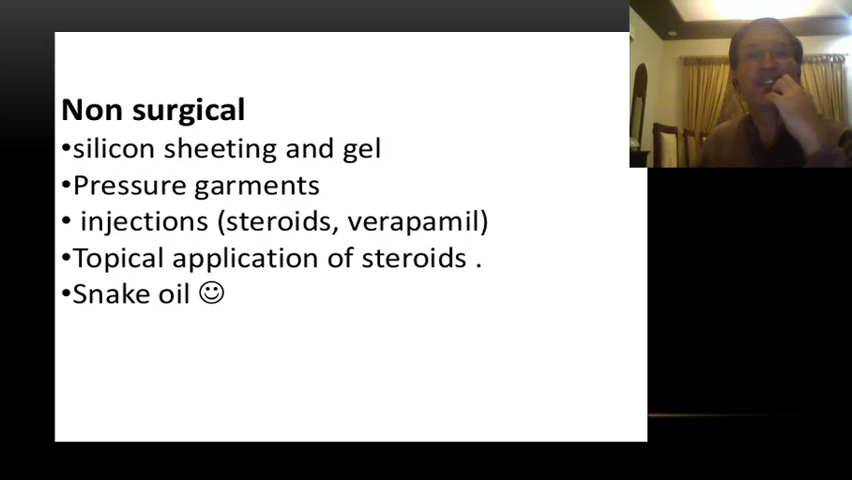 Non surgical
•silicon sheeting and gel
•Pressure garments
• injections (steroids, verapamil)
•Topical application of steroids .
•Snake oil ☺